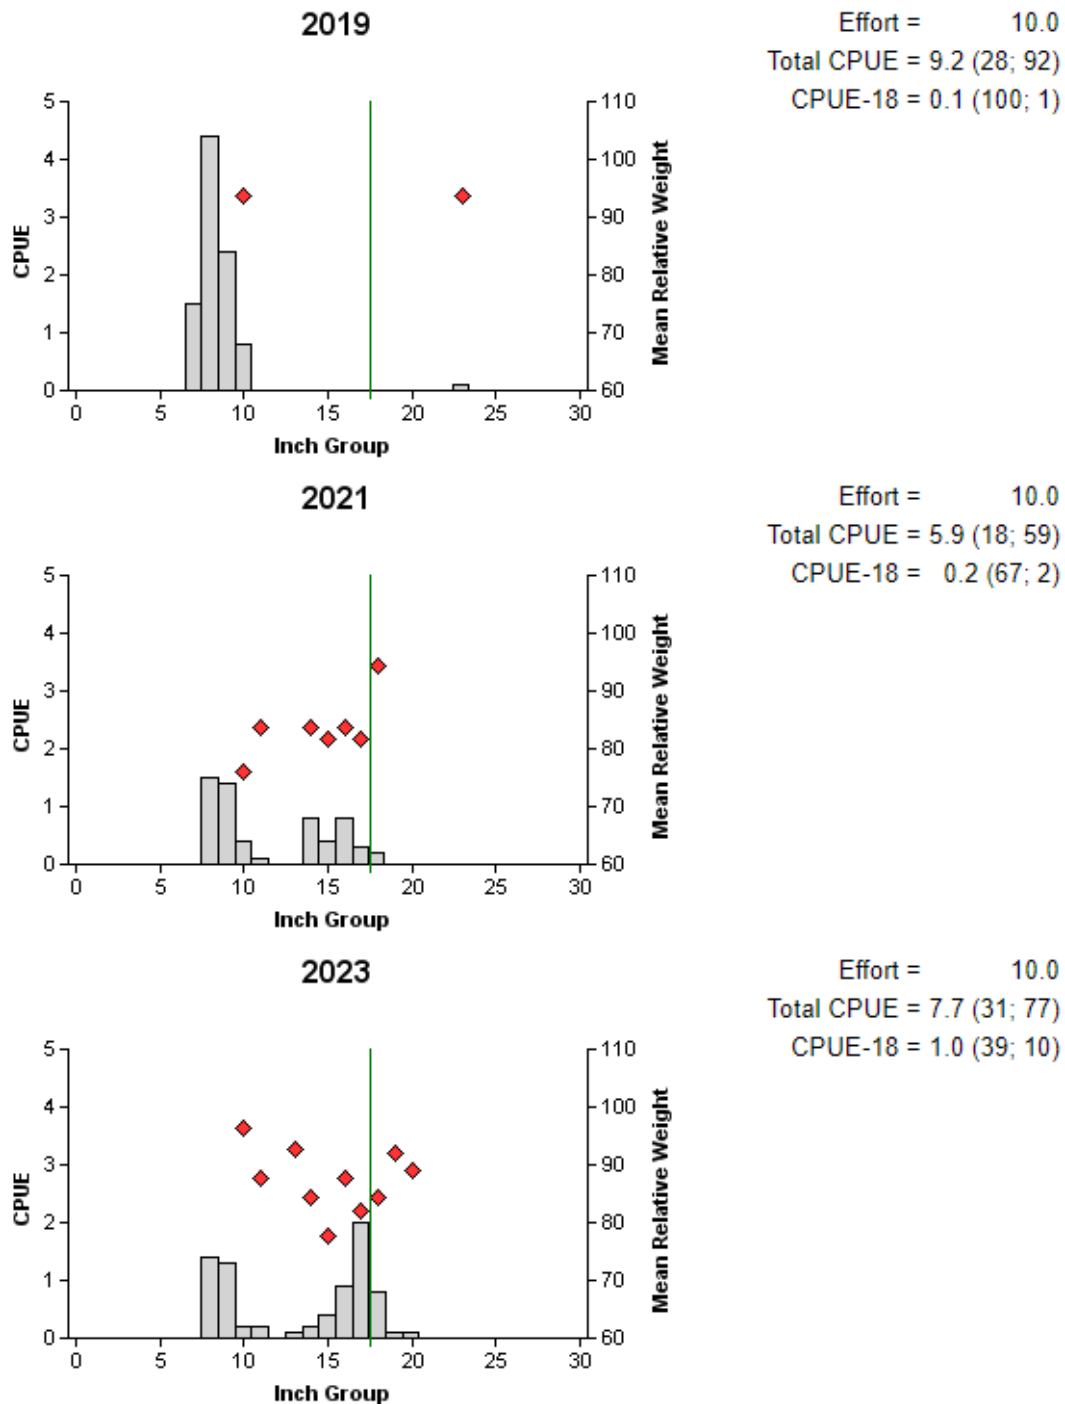 2019
Effort = 10.0
Total CPUE = 9.2 (28; 92)
CPUE-18 = 0.1 (100; 1)
5
4
3
2
1
0
CPUE
110
100
90
80
70
60
Mean Relative Weight
0 5 10 15 20 25 30
Inch Group
2021
Effort = 10.0
Total CPUE = 5.9 (18; 59)
CPUE-18 = 0.2 (67; 2)
5
4
3
2
1
0
CPUE
110
100
90
80
70
60
Mean Relative Weight
0 5 10 15 20 25 30
Inch Group
2023
Effort = 10.0
Total CPUE = 7.7 (31; 77)
CPUE-18 = 1.0 (39; 10)
5
4
3
2
1
0
CPUE
110
100
90
80
70
60
Mean Relative Weight
0 5 10 15 20 25 30
Inch Group